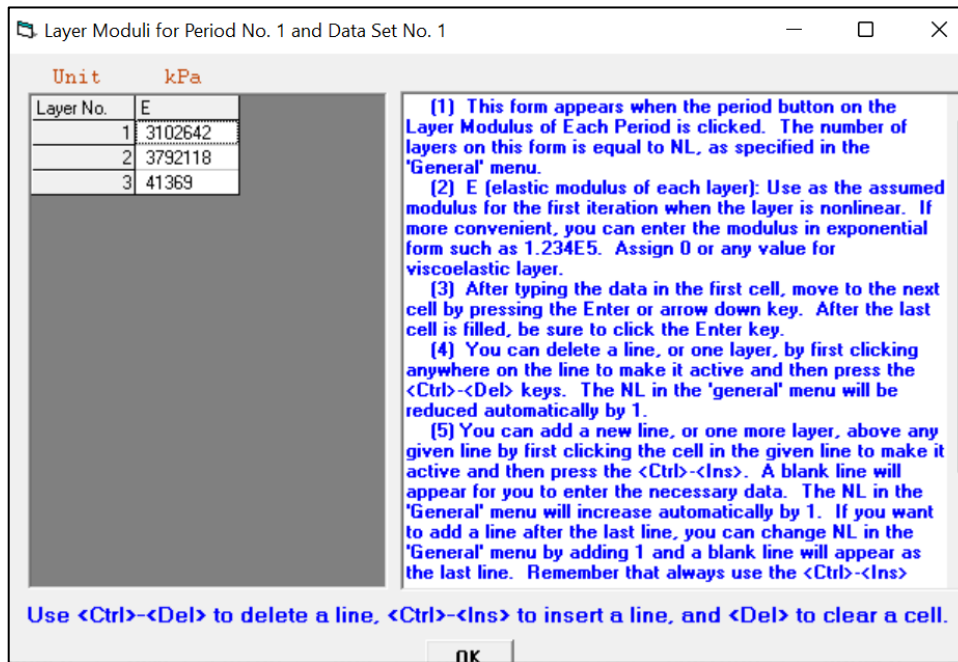 Layer Moduli for Period No. 1 and Data Set No. 1
Unit kPa
Layer No. E
1 3102642
2 3792118
3 41369
(1) This form appears when the period button on the
Layer Modulus of Each Period is clicked. The number of
layers on this form is equal to NL, as specified in the
'General' menu.
(2) E (elastic modulus of each layer): Use as the assumed
modulus for the first iteration when the layer is nonlinear. If
more convenient, you can enter the modulus in exponential
form such as 1.234E5. Assign 0 or any value for
viscoelastic layer.
(3) After typing the data in the first cell, move to the next
cell by pressing the Enter or arrow down key. After the last
cell is filled, be sure to click the Enter key.
(4) You can delete a line, or one layer, by first clicking
anywhere on the line to make it active and then press the
<Ctrl>-<Del> keys. The NL in the 'general' menu will be
reduced automatically by 1.
(5) You can add a new line, or one more layer, above any
given line by first clicking the cell in the given line to make it
active and then press the <Ctrl>-<Ins>. A blank line will
appear for you to enter the necessary data. The NL in the
'General' menu will increase automatically by 1. If you want
to add a line after the last line, you can change NL in the
'General' menu by adding 1 and a blank line will appear as
the last line. Remember that always use the <Ctrl>-<Ins>
Use <Ctrl>-<Del> to delete a line, <Ctrl>-<Ins> to insert a line, and <Del> to clear a cell.
OK